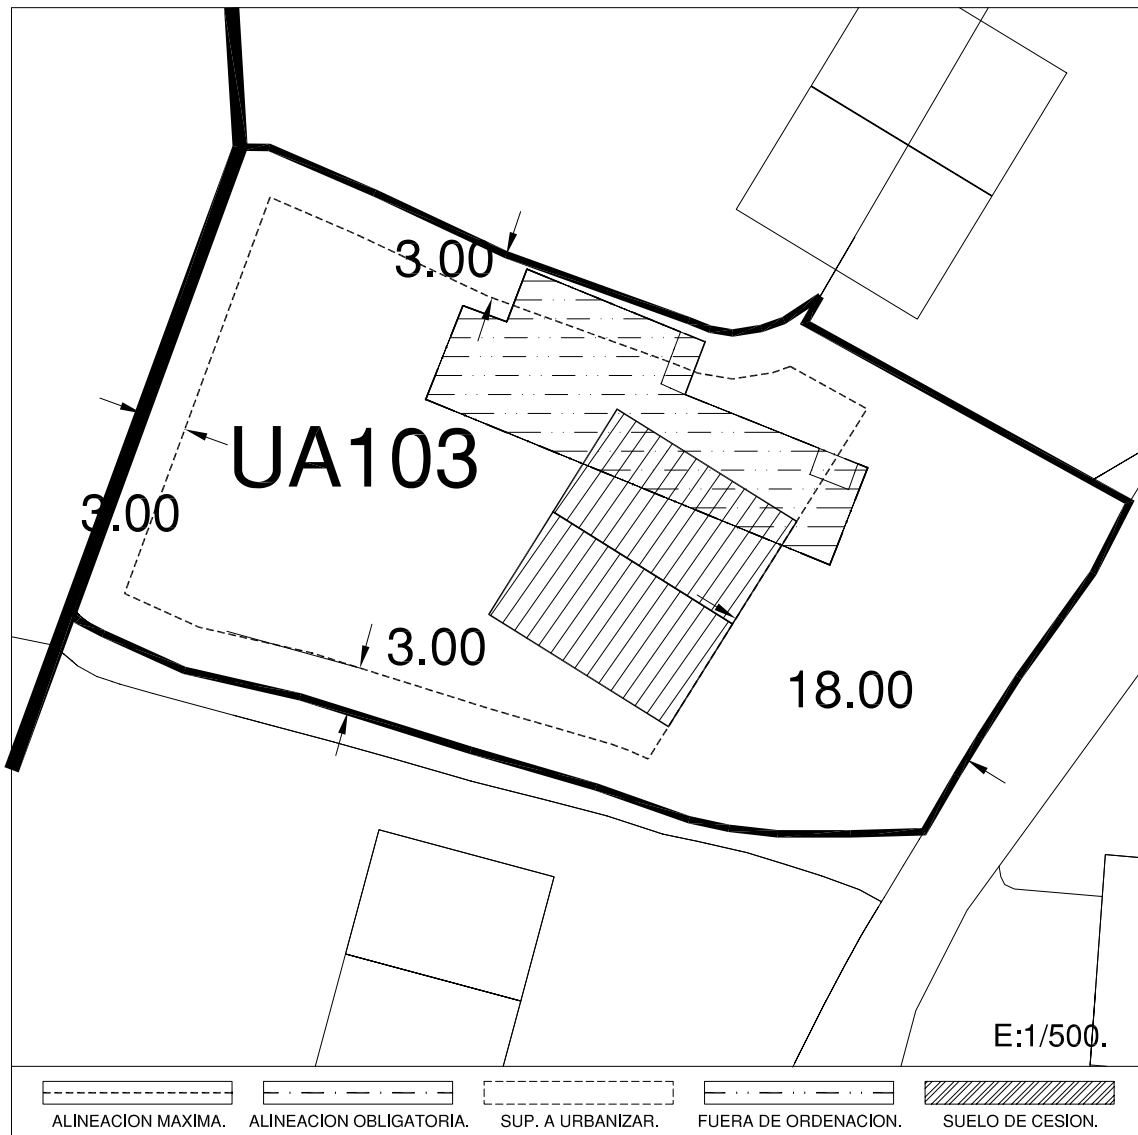 3.00
UA103
3.00
3.00
18.00
E:1/500.
ALINEACION MAXIMA. ALINEACION OBLIGATORIA. SUP. A URBANIZAR. FUERA DE ORDENACION. SUELO DE CESION.